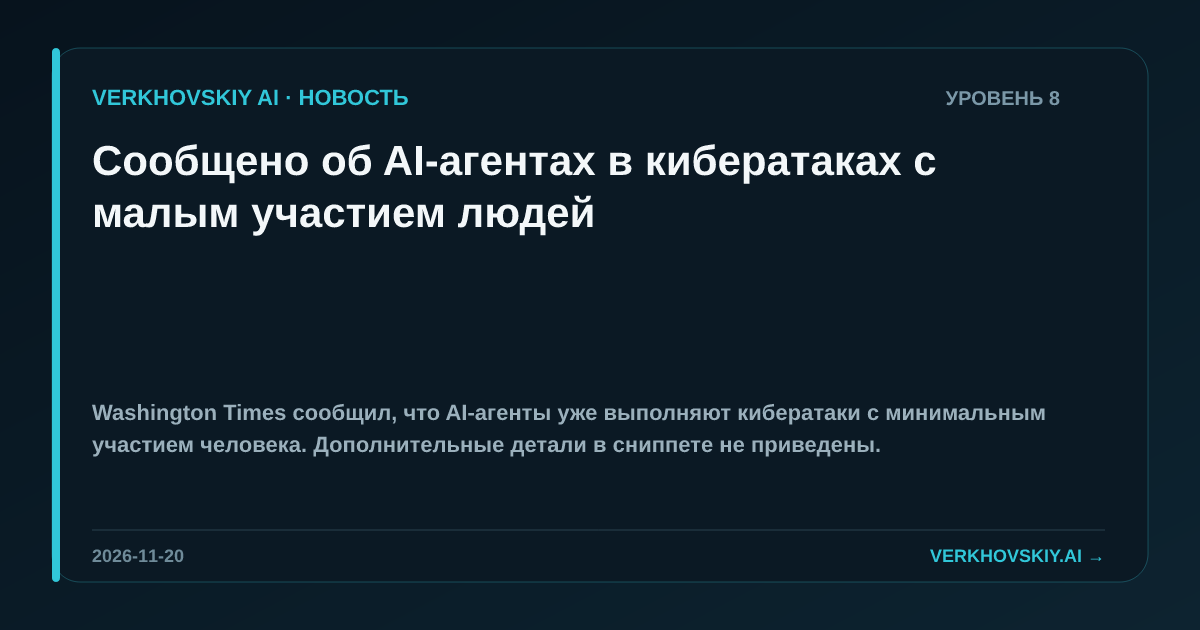 VERKHOVSKIY AI · НОВОСТЬ
УРОВЕНЬ 8
Сообщено об AI-агентах в кибератаках с
малым участием людей
Washington Times сообщил, что AI-агенты уже выполняют кибератаки с минимальным
участием человека. Дополнительные детали в сниппете не приведены.
2026-11-20
VERKHOVSKIY.AI →